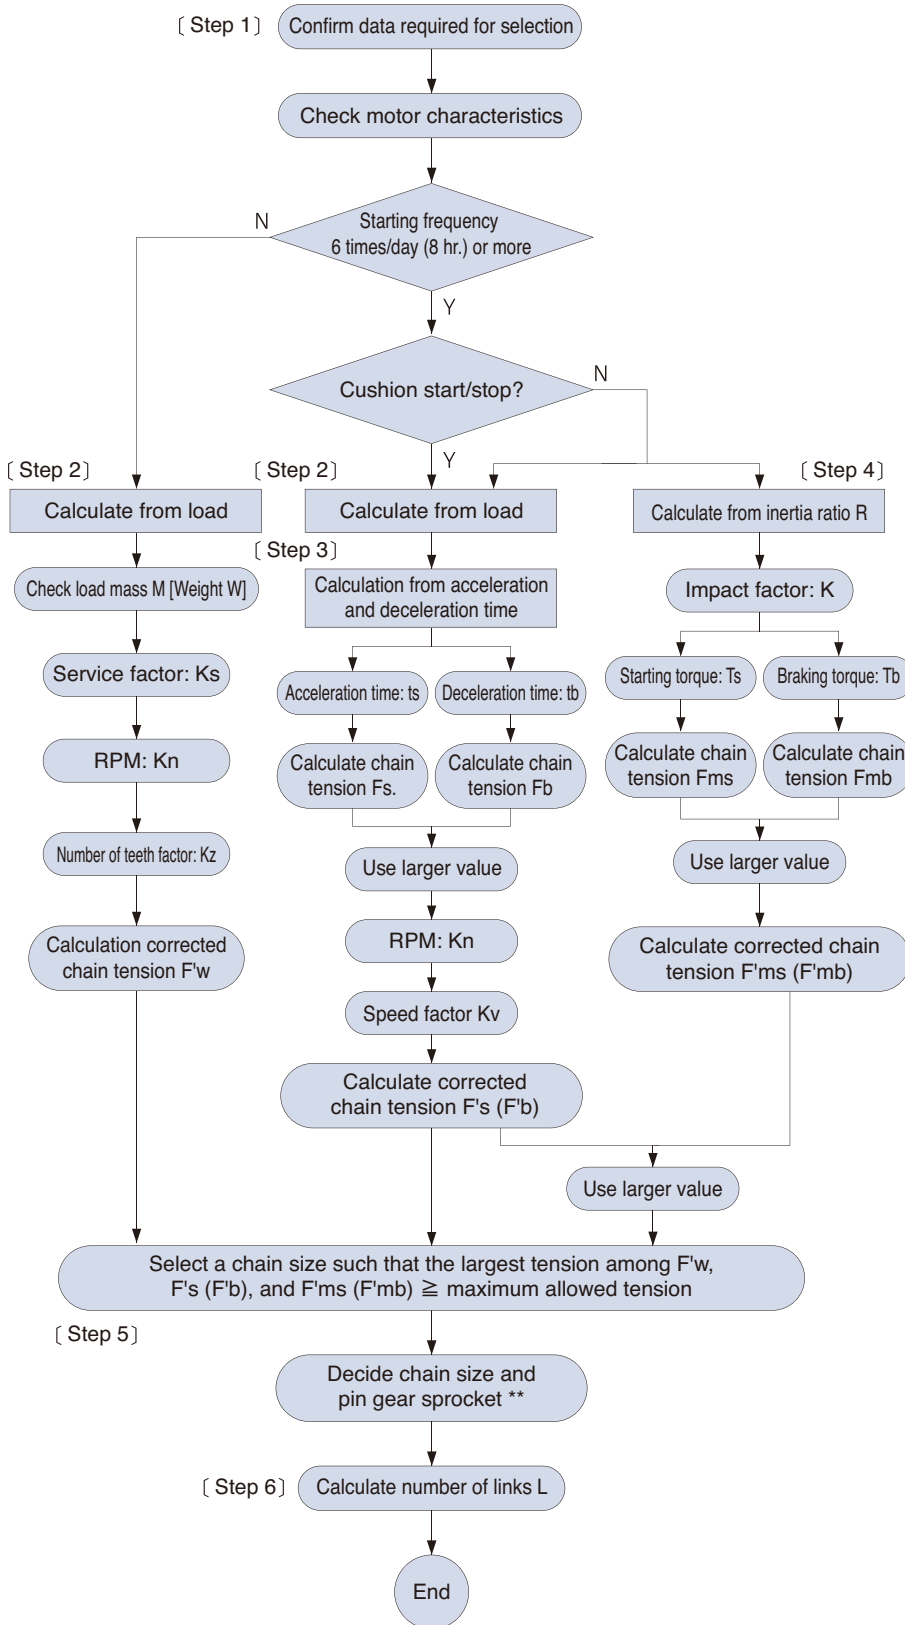 〔 Step 1〕
Confirm data required for selection
Check motor characteristics
N
Starting frequency
6 times/day (8 hr.) or more
Y
Cushion start/stop?
N
Y
〔 Step 2〕
〔 Step 2〕
〔 Step 4〕
Calculate from load
Calculate from load
Calculate from inertia ratio R
〔 Step 3〕
Check load mass M [Weight W]
Calculation from acceleration
and deceleration time
Impact factor: K
Service factor: Ks
Acceleration time: ts
Deceleration time: tb
Starting torque: Ts
Braking torque: Tb
RPM: Kn
Calculate chain
tension Fs.
Calculate chain
tension Fb
Calculate chain
tension Fms
Calculate chain
tension Fmb
Number of teeth factor: Kz
Use larger value
Use larger value
Calculation corrected
chain tension F'w
RPM: Kn
Calculate corrected chain
tension F'ms (F'mb)
Speed factor Kv
Calculate corrected
chain tension F's (F'b)
Use larger value
Select a chain size such that the largest tension among F'w,
F's (F'b), and F'ms (F'mb) ≧ maximum allowed tension
〔 Step 5〕
Decide chain size and
pin gear sprocket **
〔 Step 6〕
Calculate number of links L
End